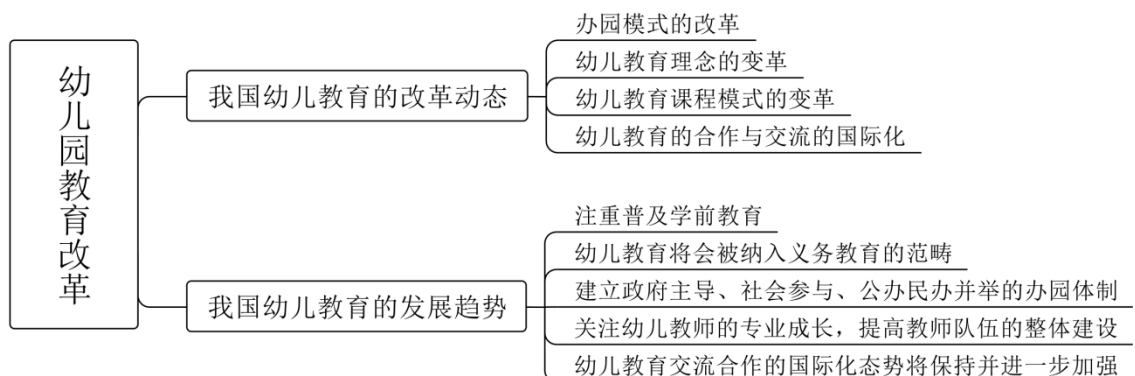 幼儿园教育改革
我国幼儿教育的改革动态
办园模式的改革
幼儿教育理念的变革
幼儿教育课程模式的变革
幼儿教育的合作与交流的国际化
我国幼儿教育的发展趋势
注重普及学前教育
幼儿教育将会被纳入义务教育的范畴
建立政府主导、社会参与、公办民办并举的办园体制
关注幼儿教师的专业成长，提高教师队伍的整体建设
幼儿教育交流合作的国际化态势将保持并进一步加强